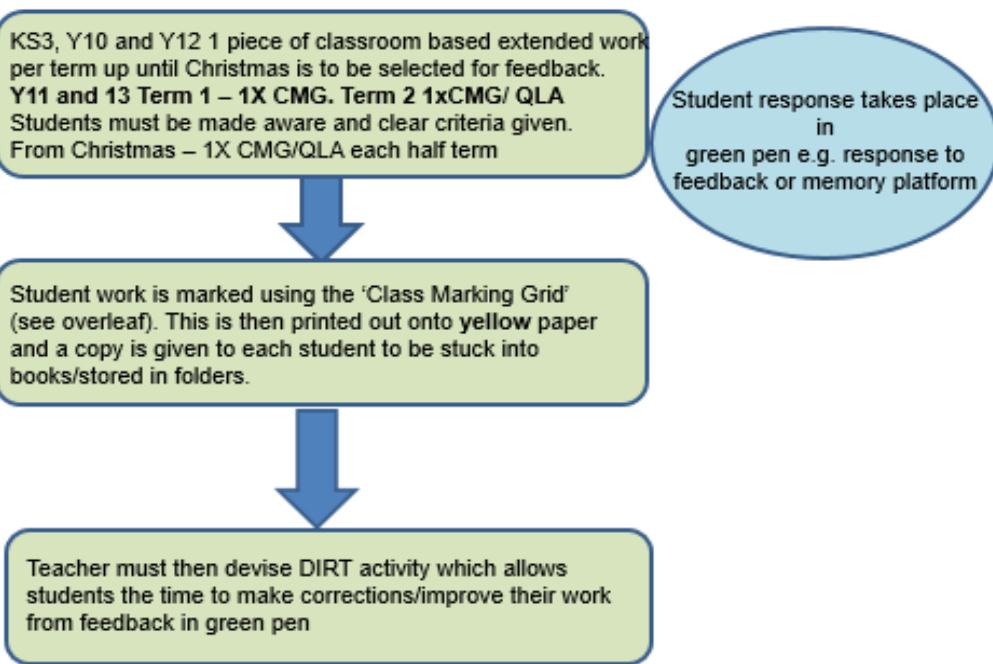 KS3, Y10 and Y12 1 piece of classroom based extended work
per term up until Christmas is to be selected for feedback.
Y11 and 13 Term 1 – 1X CMG. Term 2 1xCMG/ QLA
Students must be made aware and clear criteria given.
From Christmas – 1X CMG/QLA each half term
Student response takes place
in
green pen e.g. response to
feedback or memory platform
Student work is marked using the ‘Class Marking Grid’
(see overleaf). This is then printed out onto yellow paper
and a copy is given to each student to be stuck into
books/stored in folders.
Teacher must then devise DIRT activity which allows
students the time to make corrections/improve their work
from feedback in green pen